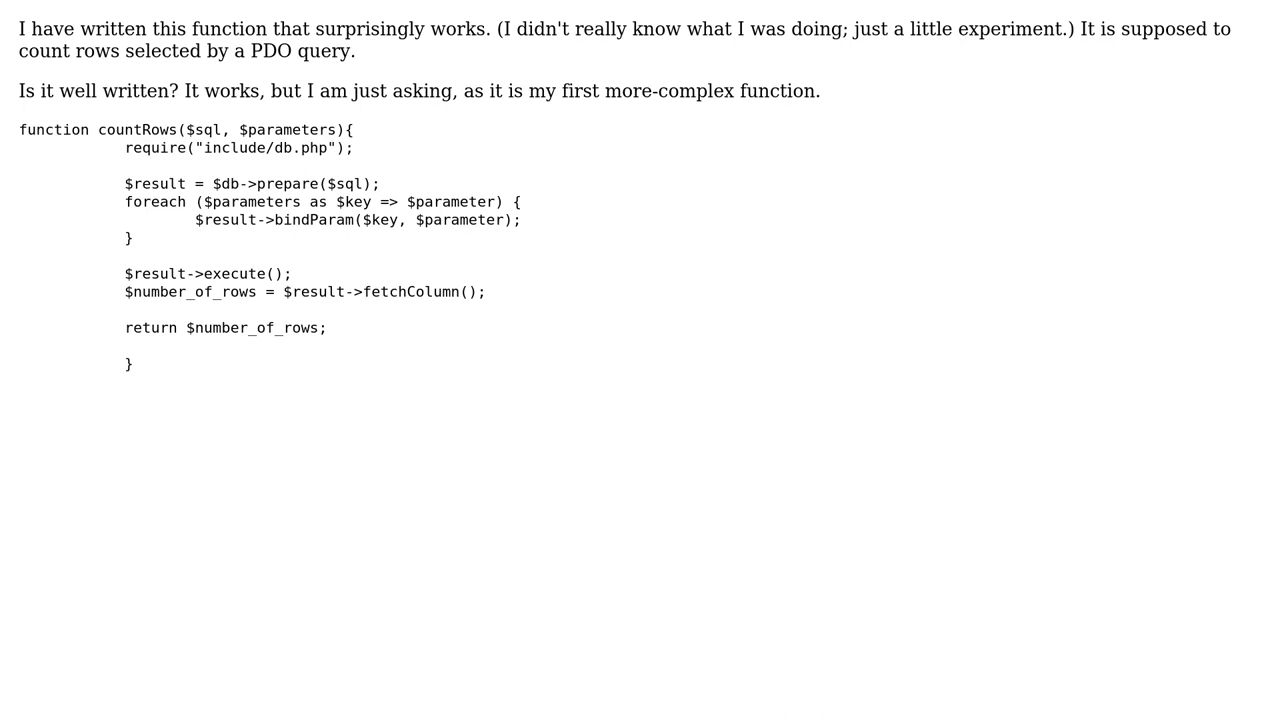 I have written this function that surprisingly works. (I didn't really know what I was doing; just a little experiment.) It is supposed to
count rows selected by a PDO query.
Is it well written? It works, but I am just asking, as it is my first more-complex function.
function countRows($sql, $parameters){
            require("include/db.php");
            $result = $db->prepare($sql);
            foreach ($parameters as $key => $parameter) {
                    $result->bindParam($key, $parameter);
            }
            $result->execute();
            $number_of_rows = $result->fetchColumn();
            return $number_of_rows;
            }